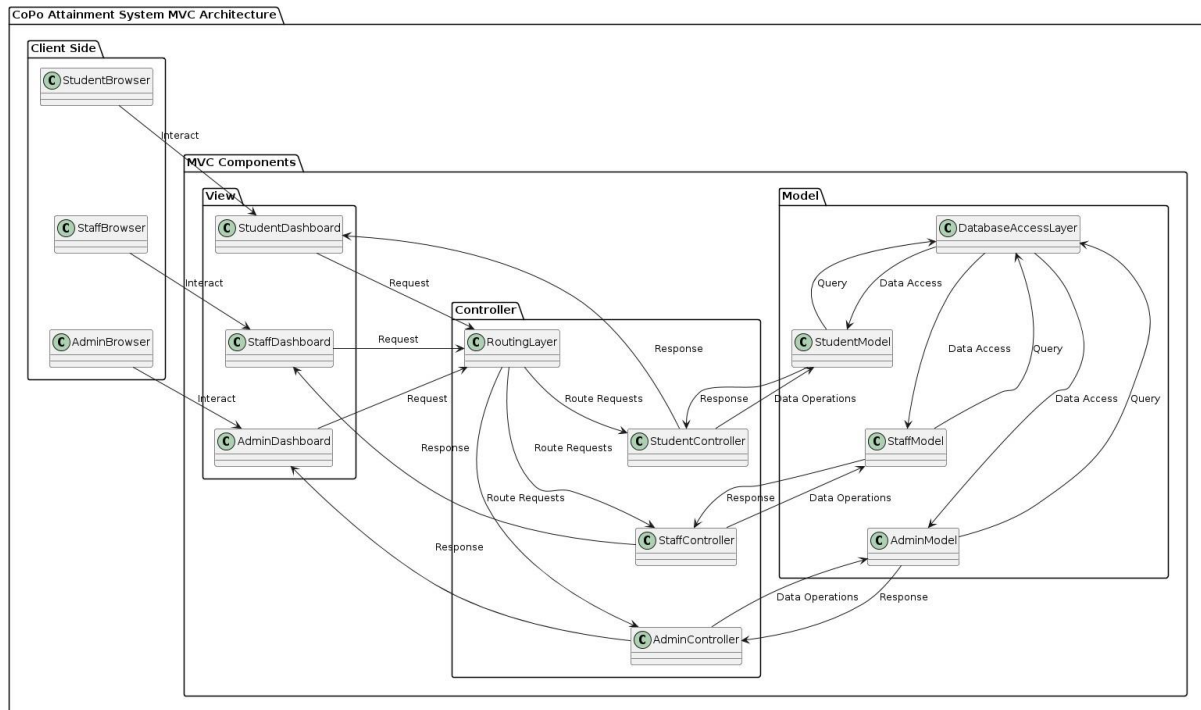 CoPo Attainment System MVC Architecture
Client Side
C StudentBrowser
Interact
MVC Components
View
Model
C StaffBrowser
C StudentDashboard
C DatabaseAccessLayer
Interact
Request
Query
Data Access
Controller
C AdminBrowser
C StaffDashboard
Request
C RoutingLayer
Response
C StudentModel
Data Access
Query
Interact
Request
Response
Data Operations
Data Access
Query
Route Requests
C AdminDashboard
Response
Route Requests
C StudentController
C StaffModel
Route Requests
Response
Data Operations
Response
C StaffController
C AdminModel
Data Operations
Response
C AdminController